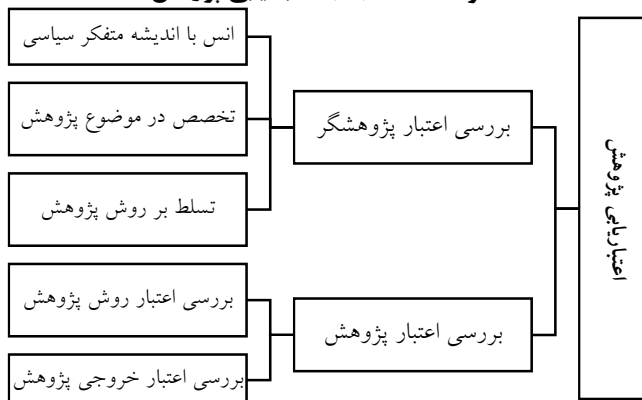 اعتباریابی پژوهش
بررسی اعتبار پژوهشگر
انس با اندیشه متفکر سیاسی
تخصص در موضوع پژوهش
تسلط بر روش پژوهش
بررسی اعتبار پژوهش
بررسی اعتبار روش پژوهش
بررسی اعتبار خروجی پژوهش